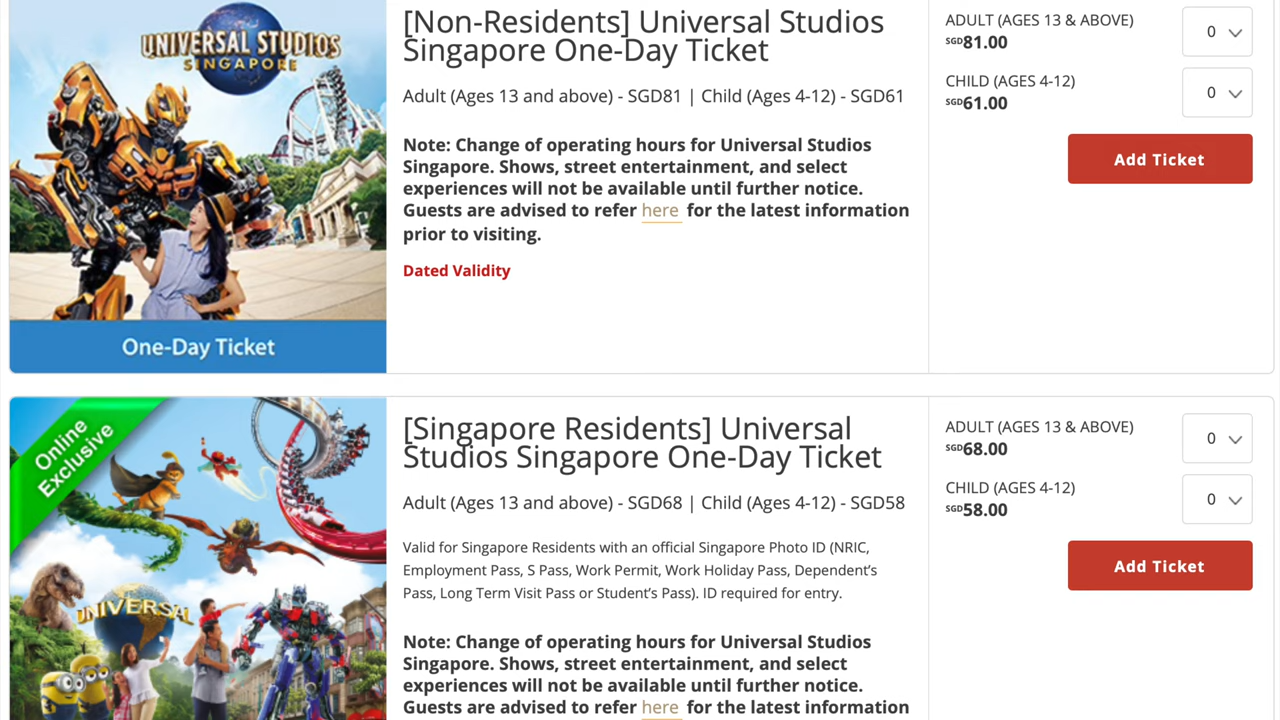 UNIVERSAL STUDIOS
SINGAPORE
One-Day Ticket
[Non-Residents] Universal Studios
Singapore One-Day Ticket
Adult (Ages 13 and above) - SGD81 | Child (Ages 4-12) - SGD61
Note: Change of operating hours for Universal Studios
Singapore. Shows, street entertainment, and select
experiences will not be available until further notice.
Guests are advised to refer here for the latest information
prior to visiting.
Dated Validity
ADULT (AGES 13 & ABOVE)
SGD81.00
0
CHILD (AGES 4-12)
SGD61.00
0
Add Ticket
Online
Exclusive
UNIVERSAL
[Singapore Residents] Universal
Studios Singapore One-Day Ticket
Adult (Ages 13 and above) - SGD68 | Child (Ages 4-12) - SGD58
Valid for Singapore Residents with an official Singapore Photo ID (NRIC,
Employment Pass, S Pass, Work Permit, Work Holiday Pass, Dependent's
Pass, Long Term Visit Pass or Student's Pass). ID required for entry.
Note: Change of operating hours for Universal Studios
Singapore. Shows, street entertainment, and select
experiences will not be available until further notice.
Guests are advised to refer here for the latest information
ADULT (AGES 13 & ABOVE)
SGD68.00
0
CHILD (AGES 4-12)
SGD58.00
0
Add Ticket